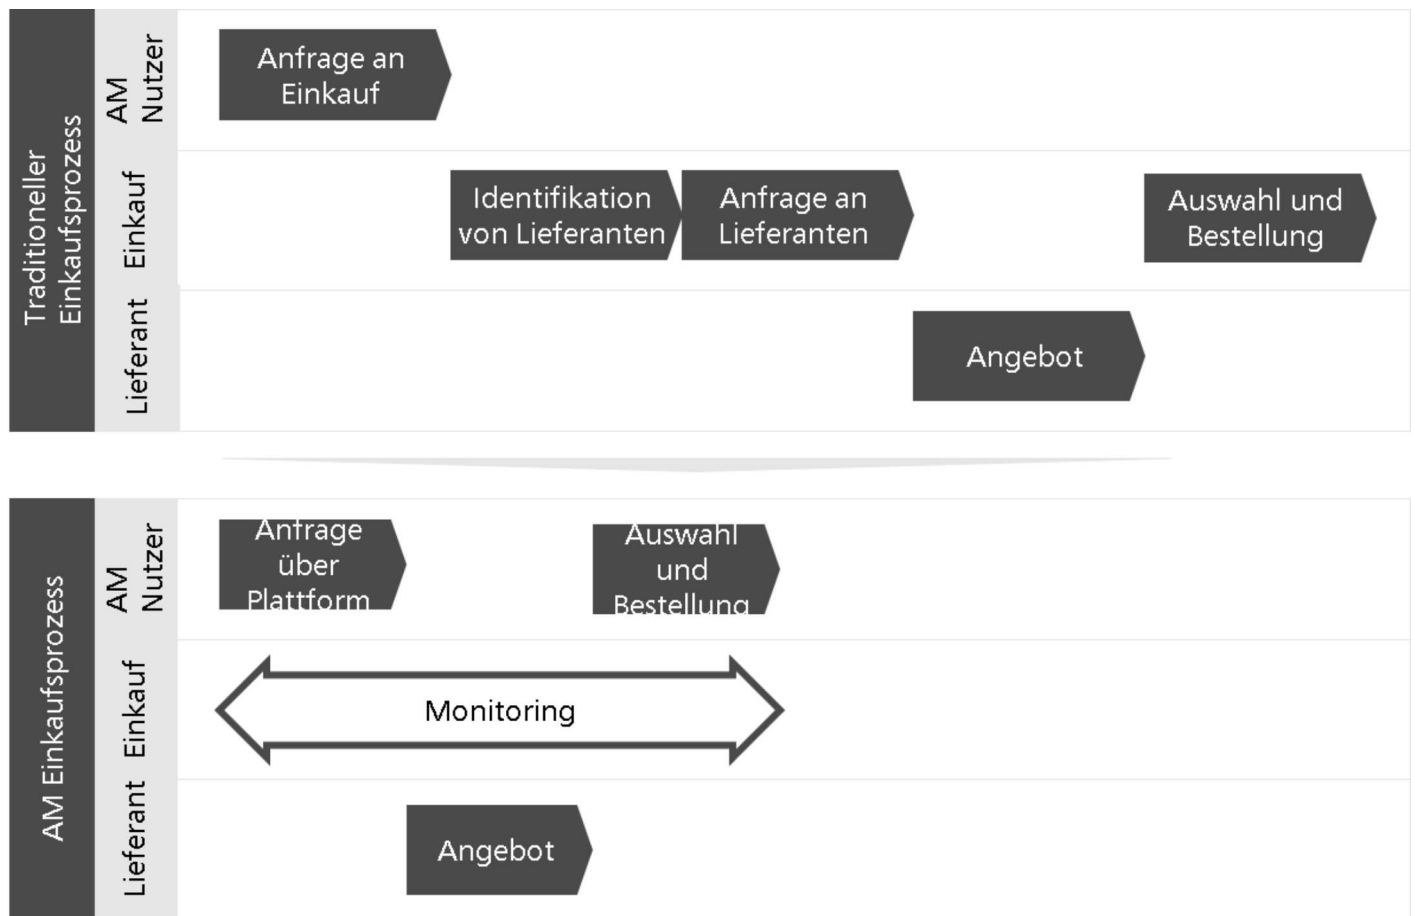 Traditioneller
Einkaufsprozess
AM
Nutzer
Anfrage an
Einkauf
Einkauf
Identifikation
von Lieferanten
Anfrage an
Lieferanten
Auswahl und
Bestellung
Lieferant
Angebot
AM Einkaufsprozess
AM
Nutzer
Anfrage
über
Plattform
Auswahl
und
Bestellung
Einkauf
Monitoring
Lieferant
Angebot